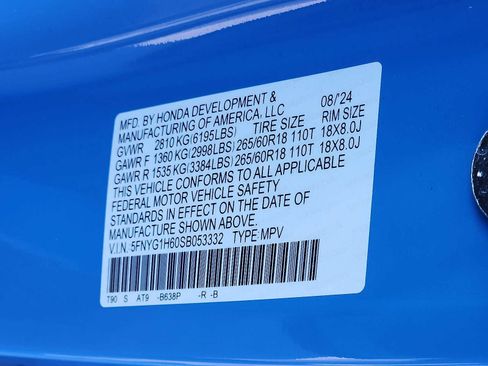 MFD. BY HONDA DEVELOPMENT & 08/'24
MANUFACTURING OF AMERICA, LLC
GVWR 2810 KG(6195LBS) TIRE SIZE RIM SIZE
GAWR F 1360 KG(2998LBS) 265/60R18 110T 18X8.0J
GAWR R 1535 KG(3384LBS) 265/60R18 110T 18X8.0J
THIS VEHICLE CONFORMS TO ALL APPLICABLE
FEDERAL MOTOR VEHICLE SAFETY
STANDARDS IN EFFECT ON THE DATE OF
MANUFACTURE SHOWN ABOVE.
V.I.N. 5FNYG1H60SB053332 TYPE:MPV
T90 S AT9 -B638P -R -B